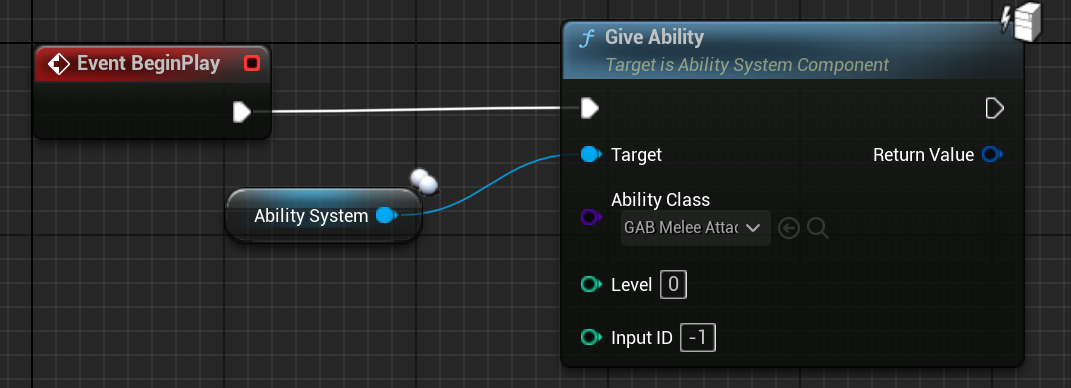 Event BeginPlay
f Give Ability
Target is Ability System Component
Target
Return Value
Ability System
Ability Class
GAB Melee Attac
Level 0
Input ID -1